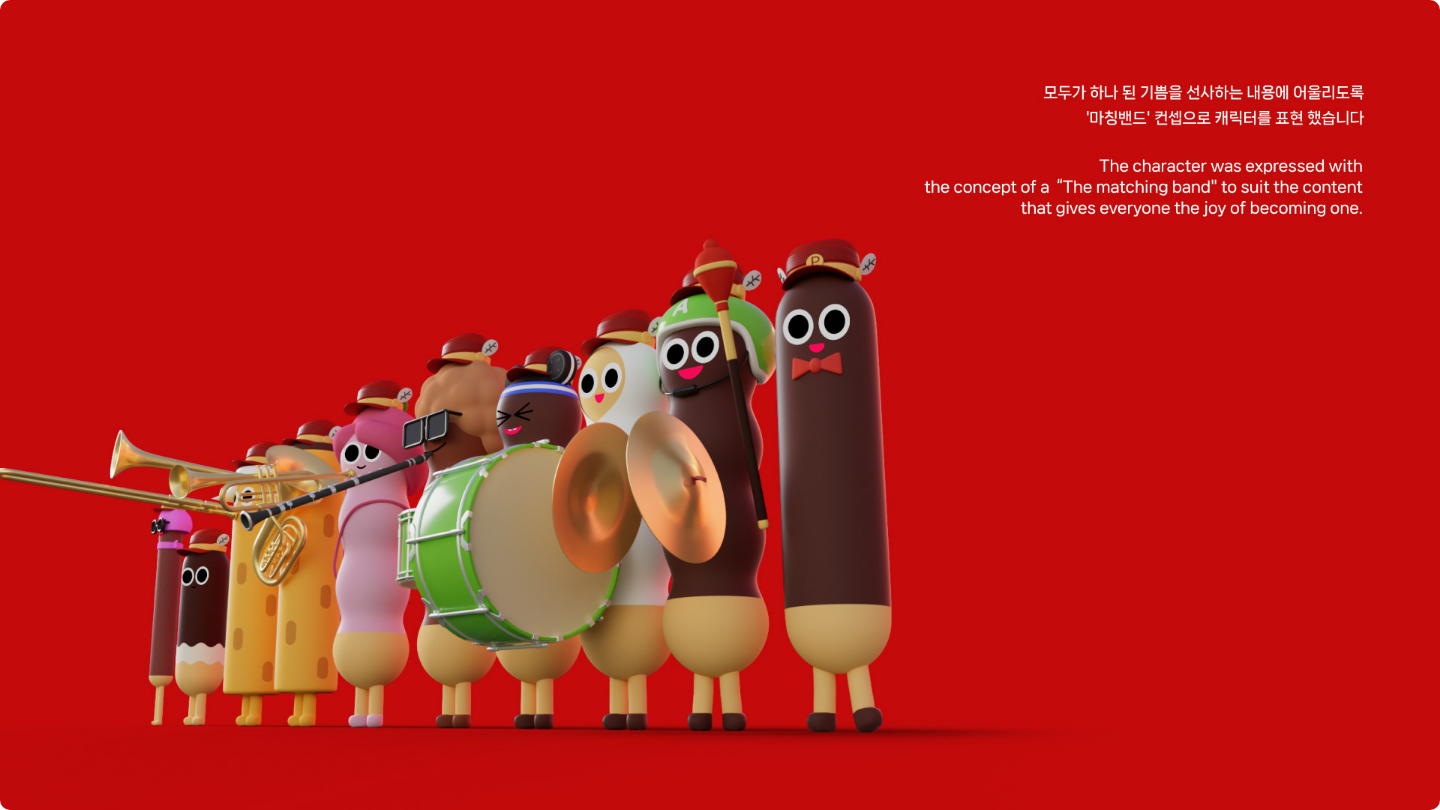 모두가 하나 된 기쁨을 선사하는 내용에 어울리도록
'마칭밴드' 컨셉으로 캐릭터를 표현 했습니다
The character was expressed with
the concept of a "The matching band" to suit the content
that gives everyone the joy of becoming one.
A
P